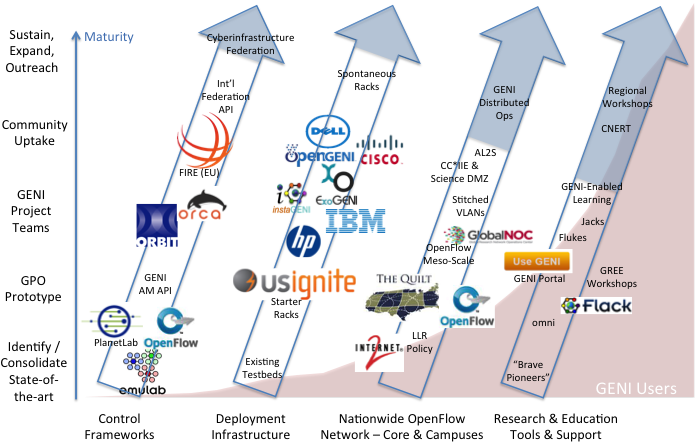 Sustain,
Expand,
Outreach
Maturity
Community
Uptake
GENI
Project
Teams
GPO
Prototype
Identify /
Consolidate
State-of-
the-art
Cyberinfrastructure
Federation
Int'l
Federation
API
FIRE (EU)
orca
ORBIT
GENI
AM API
PlanetLab
OpenFlow
emulab
Control
Frameworks
Spontaneous
Racks
DELL
OpenGENI
CISCO.
instaGENI
ExoGENI
IBM
hp
usignite
Starter
Racks
Existing
Testbeds
Deployment
Infrastructure
GENI
Distributed
Ops
AL2S
CC*IIE &
Science DMZ
Stitched
VLANs
GlobalNOC
OpenFlow
Meso-Scale
THE QUILT
OpenFlow
INTERNET
2
LLR
Policy
Nationwide OpenFlow
Network – Core & Campuses
Regional
Workshops
CNERT
GENI-Enabled
Learning
Jacks
Flukes
Use GENI
GENI Portal
GREE
Workshops
Flack
omni
"Brave
Pioneers"
GENI Users
Research & Education
Tools & Support